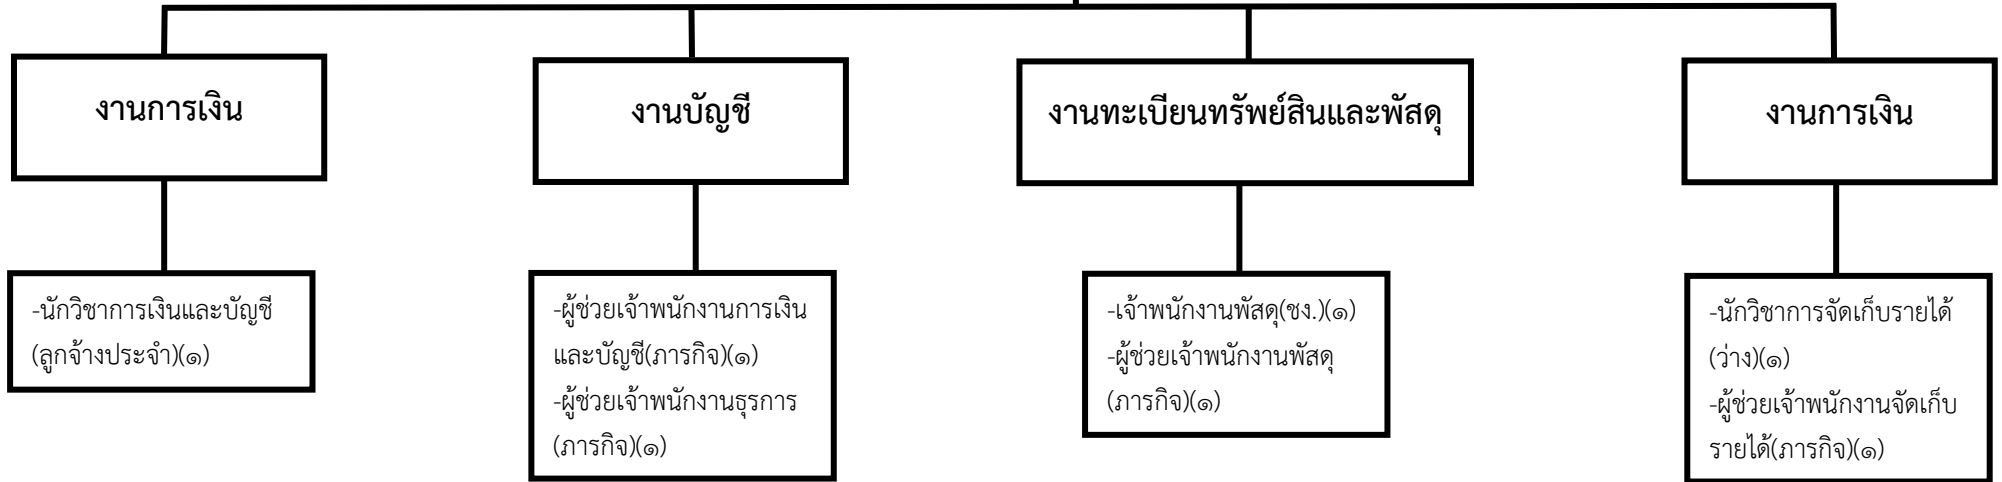 งานการเงิน
งานบัญชี
งานทะเบียนทรัพย์สินและพัสดุ
งานการเงิน
-นักวิชาการเงินและบัญชี
(ลูกจ้างประจำ)(๑)
-ผู้ช่วยเจ้าพนักงานการเงิน
และบัญชี(ภารกิจ)(๑)
-ผู้ช่วยเจ้าพนักงานธุรการ
(ภารกิจ)(๑)
-เจ้าพนักงานพัสดุ(ชง.)(๑)
-ผู้ช่วยเจ้าพนักงานพัสดุ
(ภารกิจ)(๑)
-นักวิชาการจัดเก็บรายได้
(ว่าง)(๑)
-ผู้ช่วยเจ้าพนักงานจัดเก็บ
รายได้(ภารกิจ)(๑)